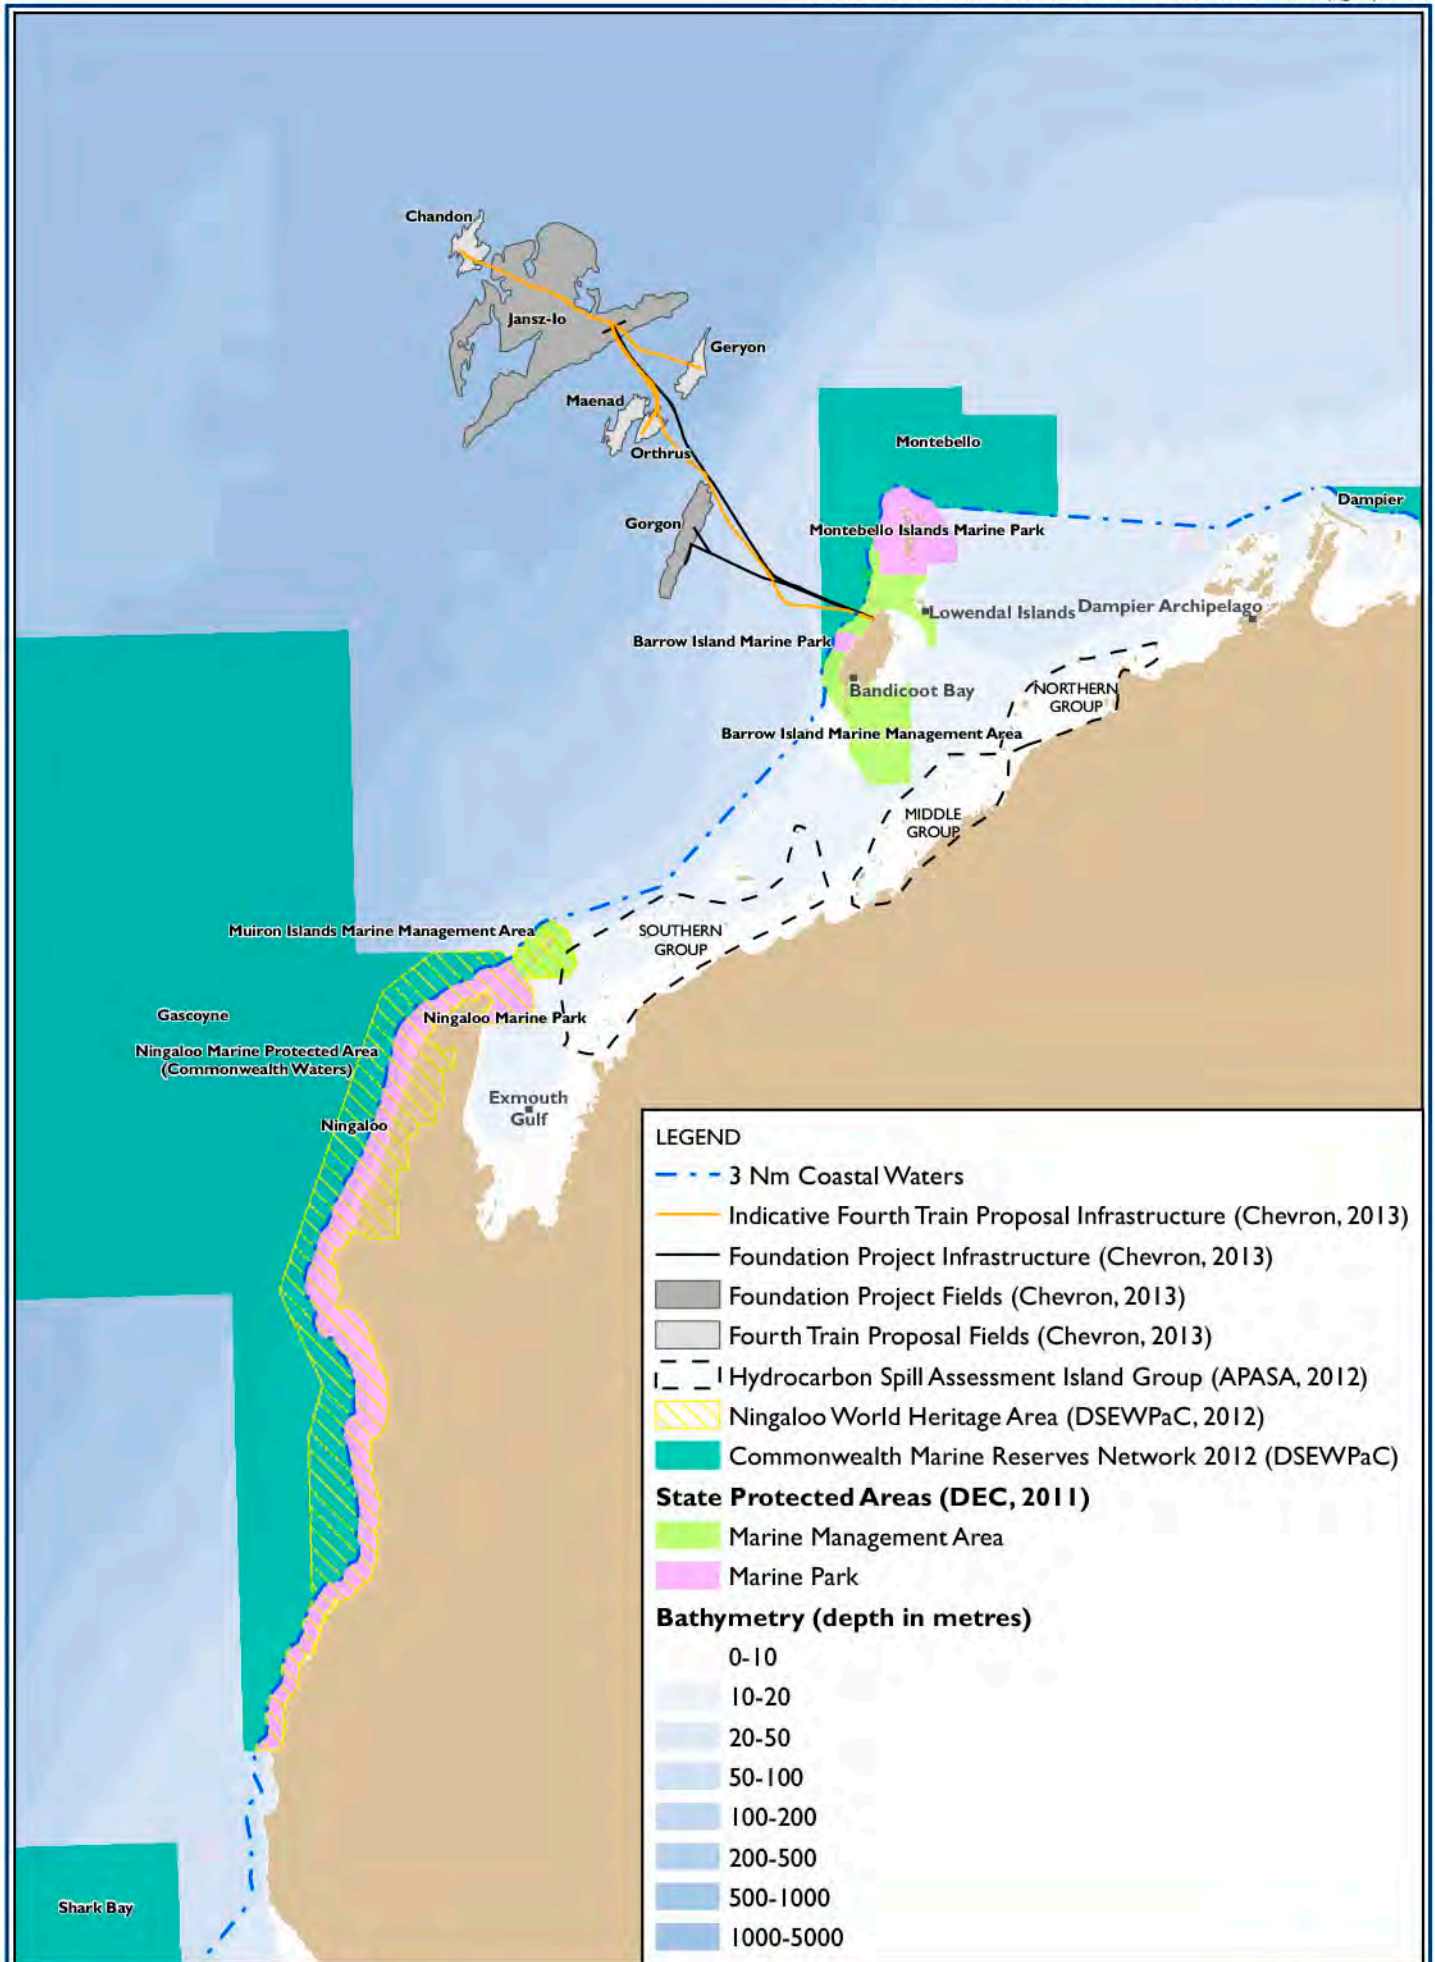 Chandon
Jansz-Io
Geryon
Maenad
Orthrus
Montebello
Dampier
Gorgon
Montebello Islands Marine Park
Lowendal Islands
Dampier Archipelago
Barrow Island Marine Park
Bandicoot Bay
NORTHERN
GROUP
Barrow Island Marine Management Area
MIDDLE
GROUP
Muiron Islands Marine Management Area
SOUTHERN
GROUP
Gascoyne
Ningaloo Marine Park
Ningaloo Marine Protected Area
(Commonwealth Waters)
Exmouth
Gulf
Ningaloo
Shark Bay
LEGEND
3 Nm Coastal Waters
Indicative Fourth Train Proposal Infrastructure (Chevron, 2013)
Foundation Project Infrastructure (Chevron, 2013)
Foundation Project Fields (Chevron, 2013)
Fourth Train Proposal Fields (Chevron, 2013)
Hydrocarbon Spill Assessment Island Group (APASA, 2012)
Ningaloo World Heritage Area (DSEWPaC, 2012)
Commonwealth Marine Reserves Network 2012 (DSEWPaC)
State Protected Areas (DEC, 2011)
Marine Management Area
Marine Park
Bathymetry (depth in metres)
0-10
10-20
20-50
50-100
100-200
200-500
500-1000
1000-5000